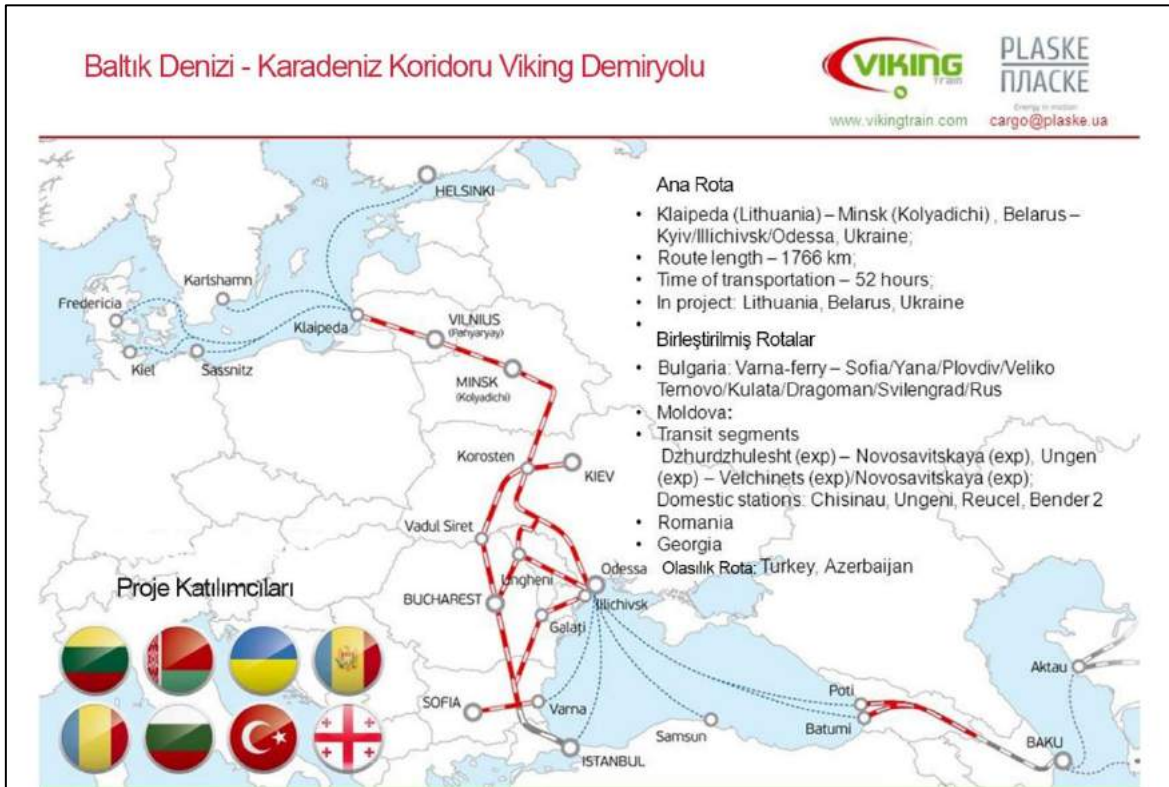 Baltık Denizi - Karadeniz Koridoru Viking Demiryolu
VIKING
Train
www.vikingtrain.com
PLASKE
ПЛАСКЕ
Energy in motion
cargo@plaske.ua
Ana Rota
• Klaipeda (Lithuania) – Minsk (Kolyadichi) , Belarus –
Kyiv/Illichivsk/Odessa, Ukraine;
• Route length – 1766 km;
• Time of transportation – 52 hours;
• In project: Lithuania, Belarus, Ukraine
•
Birleştirilmiş Rotalar
• Bulgaria: Varna-ferry – Sofia/Yana/Plovdiv/Veliko
Ternovo/Kulata/Dragoman/Svilengrad/Rus
• Moldova:
• Transit segments
Dzhurdzhulesht (exp) – Novosavitskaya (exp), Ungen
(exp) – Velchinets (exp)/Novosavitskaya (exp);
Domestic stations: Chisinau, Ungeni, Reucel, Bender 2
• Romania
• Georgia
Olasılık Rota: Turkey, Azerbaijan
HELSINKI
Karlshamn
Fredericia
Klaipeda
VILNIUS
(Panyaryay)
Kiel
Sassnitz
MINSK
(Kolyadichi)
Korosten
KIEV
Vadul Siret
Ungheni
Odessa
Illichivsk
BUCHAREST
Galați
SOFIA
Varna
ISTANBUL
Samsun
Poti
Batumi
Aktau
BAKU
Proje Katılımcıları